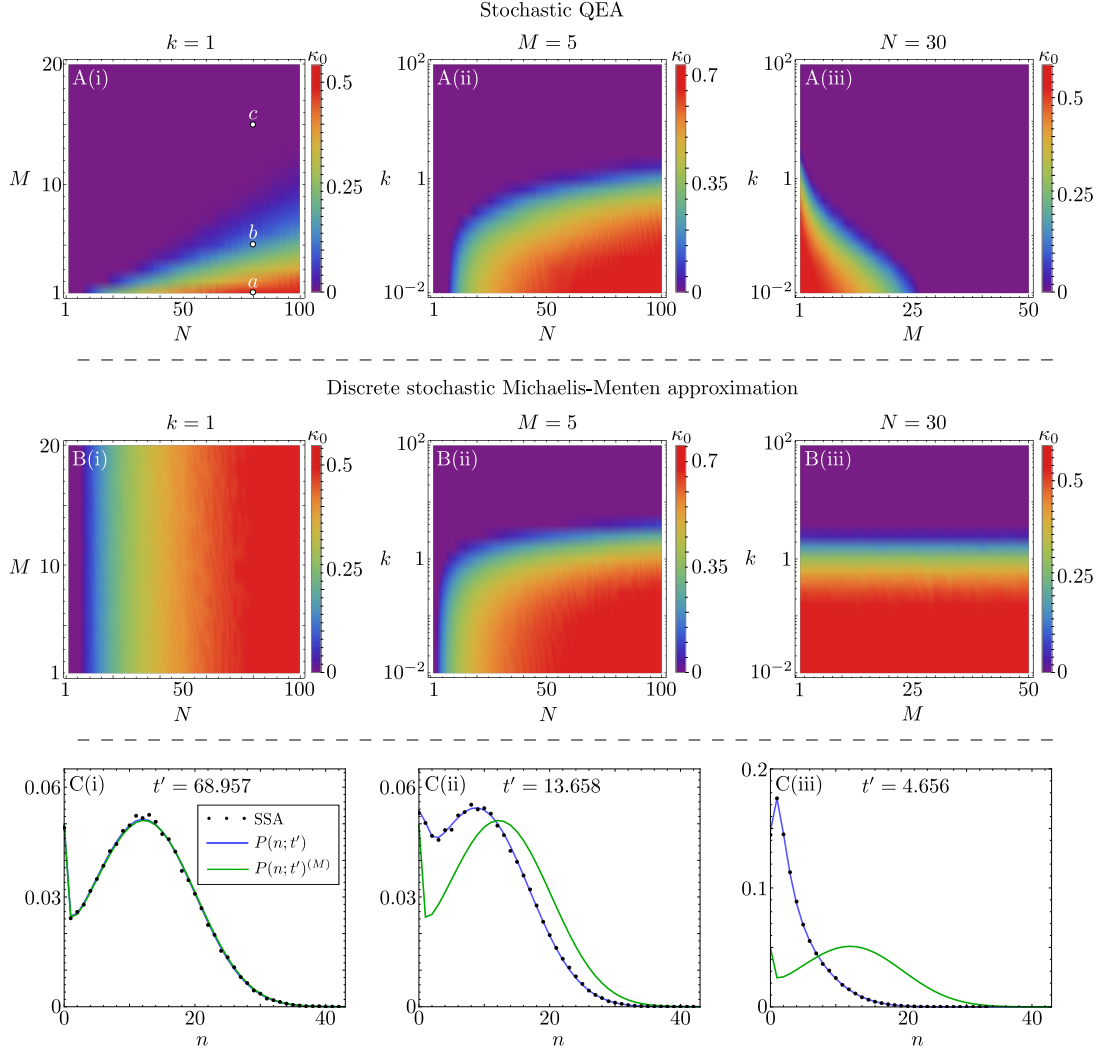 Stochastic QEA
k = 1
M = 5
N = 30
A(i)
20
10
1
M
1
50
100
N
a
b
c
κ0
0.5
0.25
0
A(ii)
10^2
1
10^-2
k
1
50
100
N
κ0
0.7
0.35
0
A(iii)
10^2
1
10^-2
k
1
25
50
M
κ0
0.5
0.25
0
Discrete stochastic Michaelis-Menten approximation
k = 1
M = 5
N = 30
B(i)
20
10
1
M
1
50
100
N
κ0
0.5
0.25
0
B(ii)
10^2
1
10^-2
k
1
50
100
N
κ0
0.7
0.35
0
B(iii)
10^2
1
10^-2
k
1
25
50
M
κ0
0.5
0.25
0
C(i)
t′ = 68.957
SSA
P(n; t′)
P(n; t′)^(M)
0.06
0.03
0
0
20
40
n
C(ii)
t′ = 13.658
0.06
0.03
0
0
20
40
n
C(iii)
t′ = 4.656
0.2
0.1
0
0
20
40
n